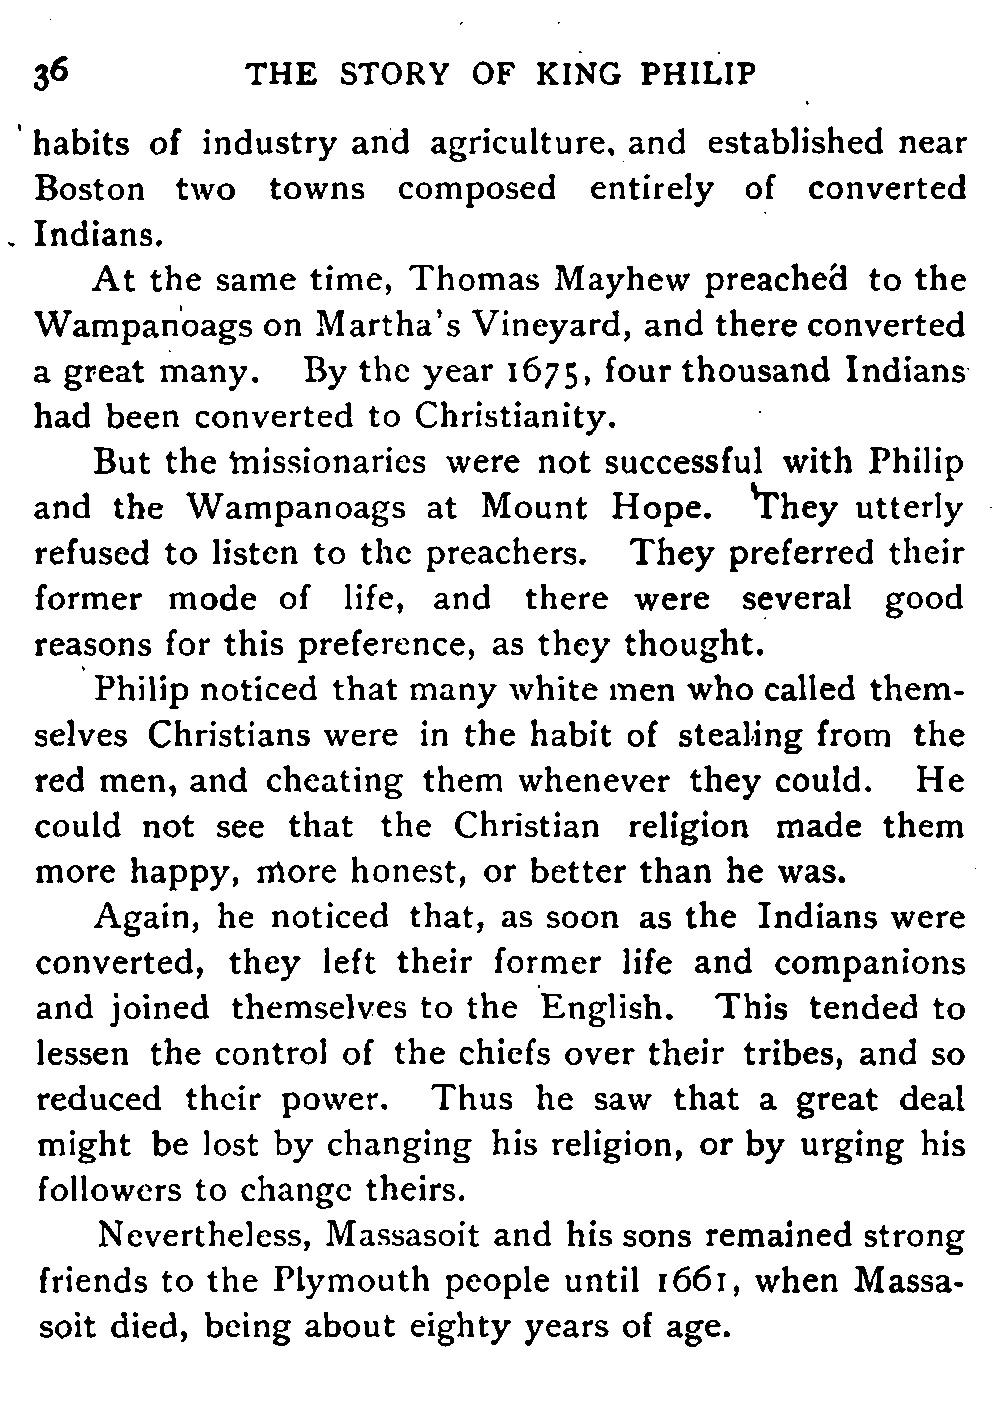 36 THE STORY OF KING PHILIP
habits of industry and agriculture, and established near
Boston two towns composed entirely of converted
Indians.
At the same time, Thomas Mayhew preached to the
Wampanoags on Martha's Vineyard, and there converted
a great many. By the year 1675, four thousand Indians
had been converted to Christianity.
But the missionaries were not successful with Philip
and the Wampanoags at Mount Hope. They utterly
refused to listen to the preachers. They preferred their
former mode of life, and there were several good
reasons for this preference, as they thought.
Philip noticed that many white men who called them-
selves Christians were in the habit of stealing from the
red men, and cheating them whenever they could. He
could not see that the Christian religion made them
more happy, more honest, or better than he was.
Again, he noticed that, as soon as the Indians were
converted, they left their former life and companions
and joined themselves to the English. This tended to
lessen the control of the chiefs over their tribes, and so
reduced their power. Thus he saw that a great deal
might be lost by changing his religion, or by urging his
followers to change theirs.
Nevertheless, Massasoit and his sons remained strong
friends to the Plymouth people until 1661, when Massa-
soit died, being about eighty years of age.